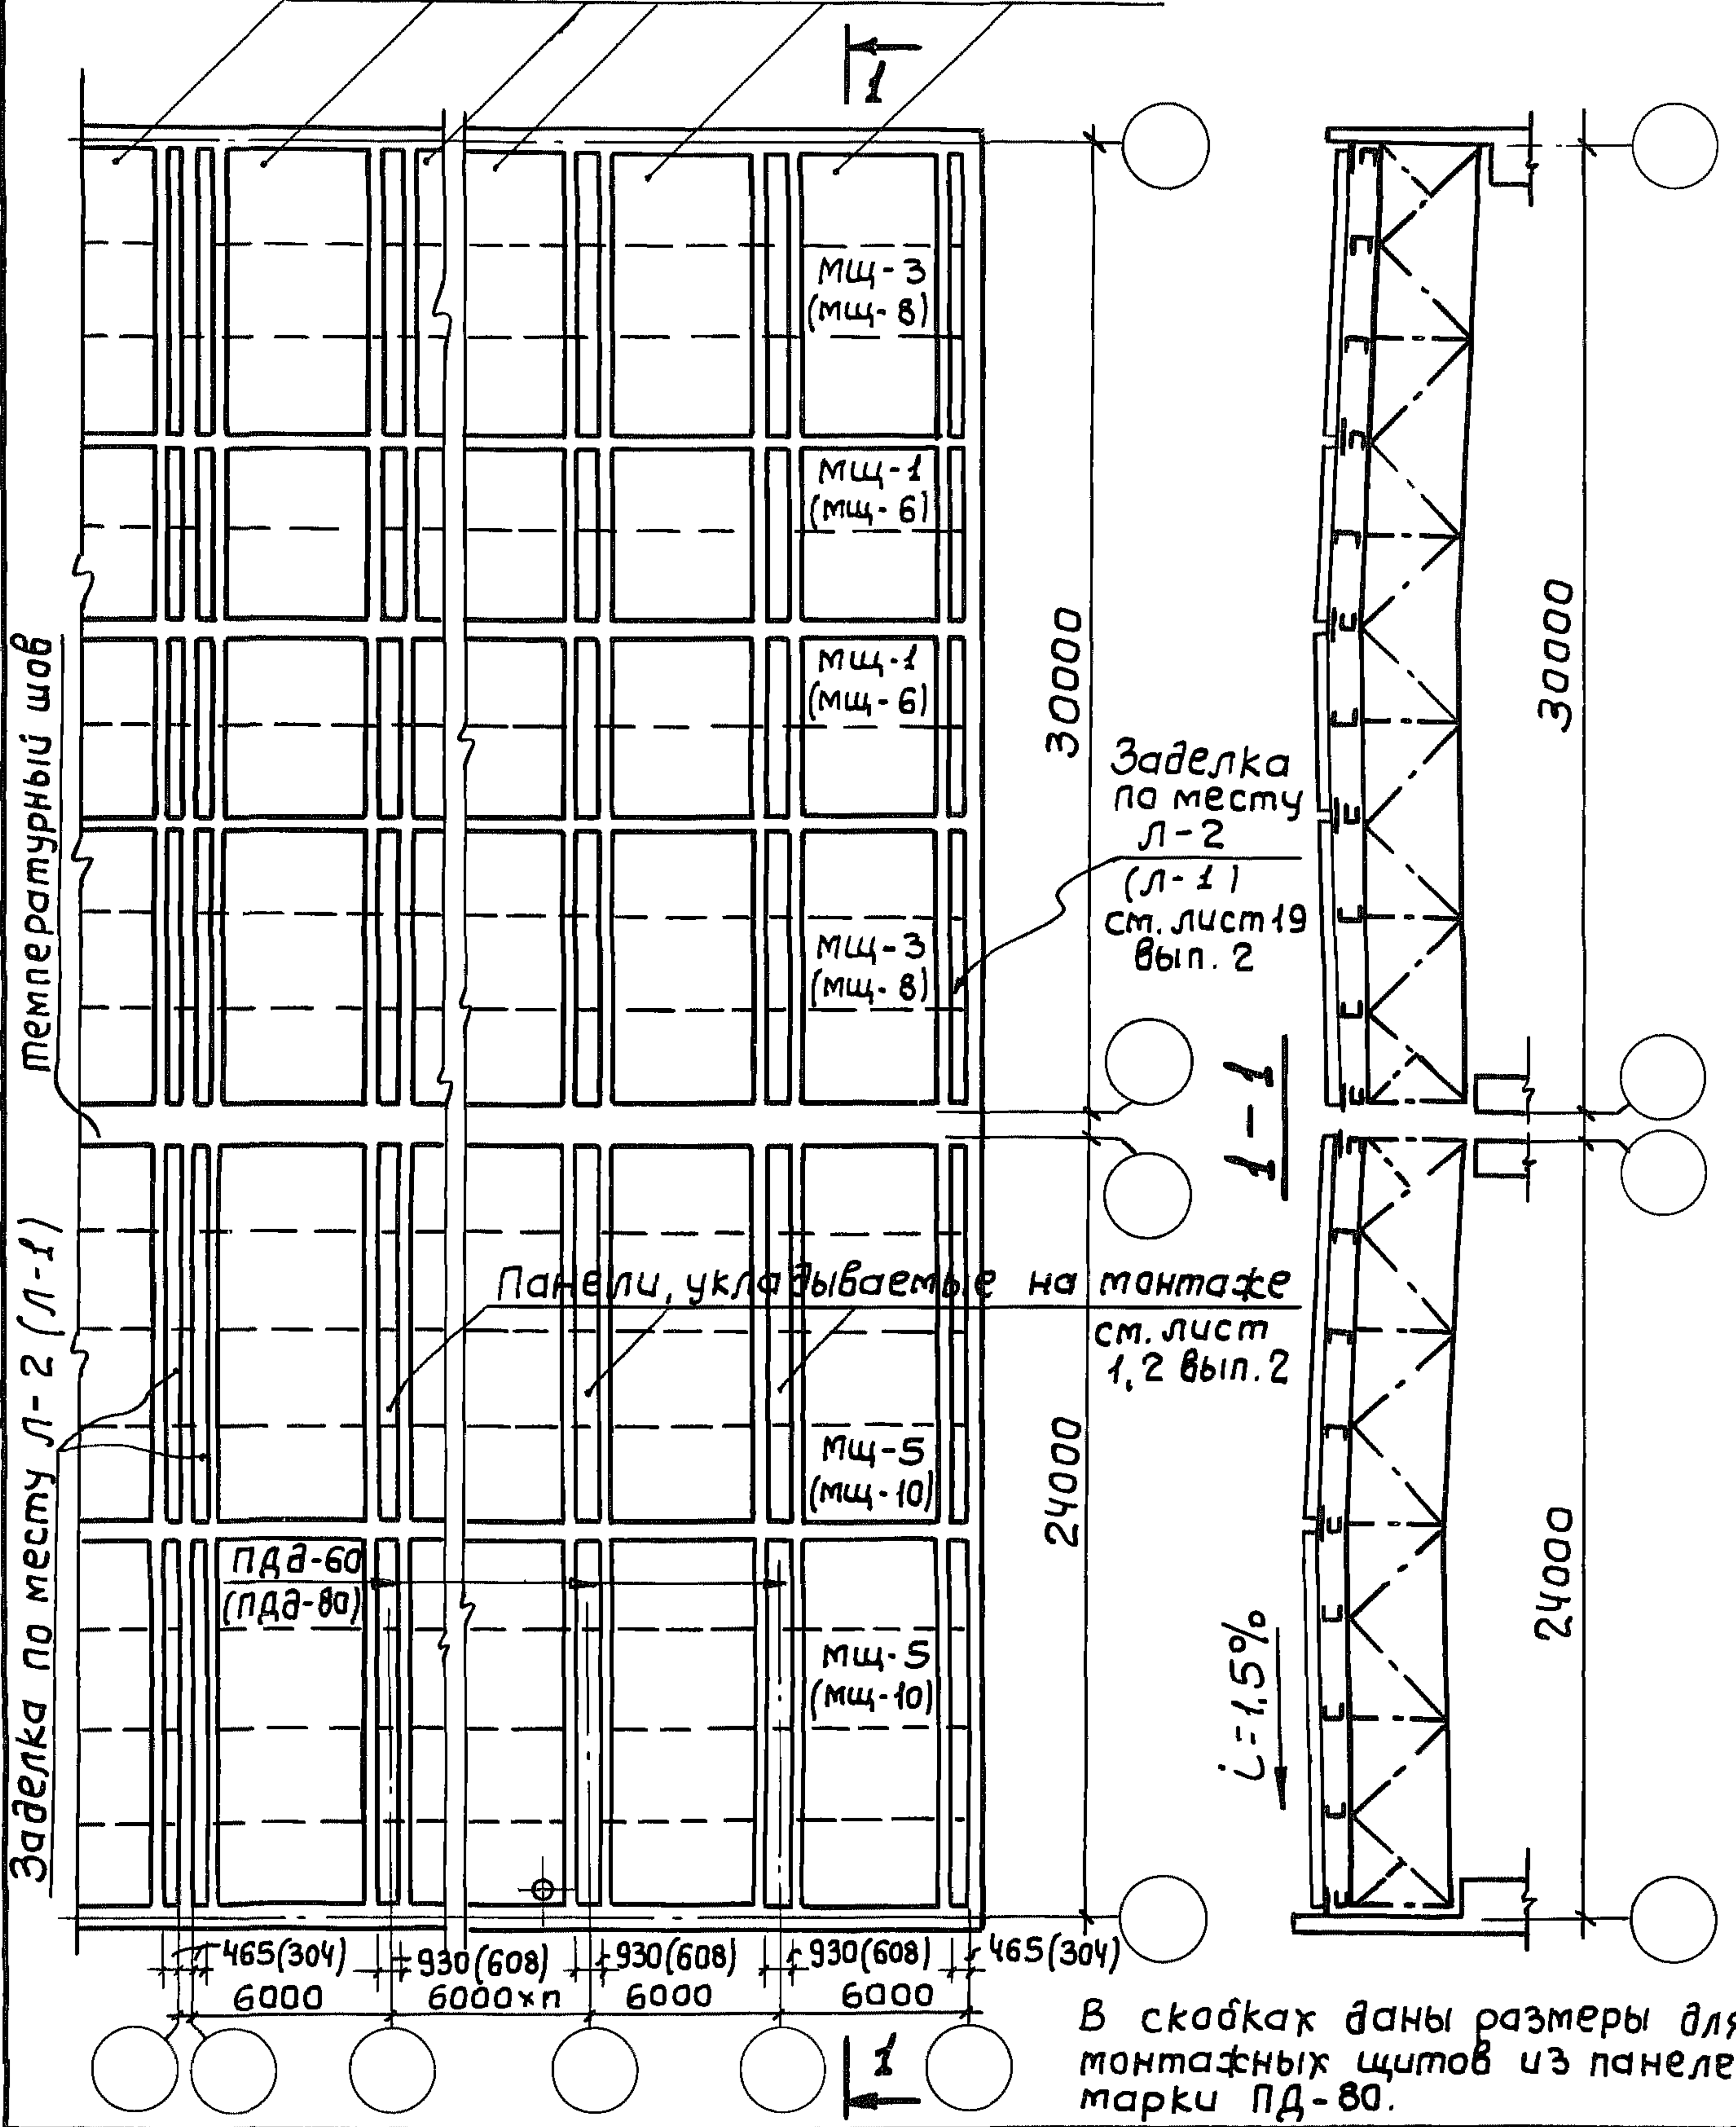 1
МЩ-3
(МЩ-8)
МЩ-1
(МЩ-6)
МЩ-1
(МЩ-6)
30000
30000
Заделка
по месту
Л-2
(Л-1)
см. лист 19
вып. 2
МЩ-3
(МЩ-8)
Температурный шов
1-1
Панели, укладываемые на монтаже
см. лист
1,2 вып. 2
Заделка по месту Л-2 (Л-1)
МЩ-5
(МЩ-10)
24000
24000
ПДд-60
(ПДд-80)
МЩ-5
(МЩ-10)
i=1,5%
465(304) 930(608) 930(608) 930(608) 465(304)
6000 6000хп 6000 6000
1
В скобках даны размеры для
монтажных щитов из панеле
марки ПД-80.